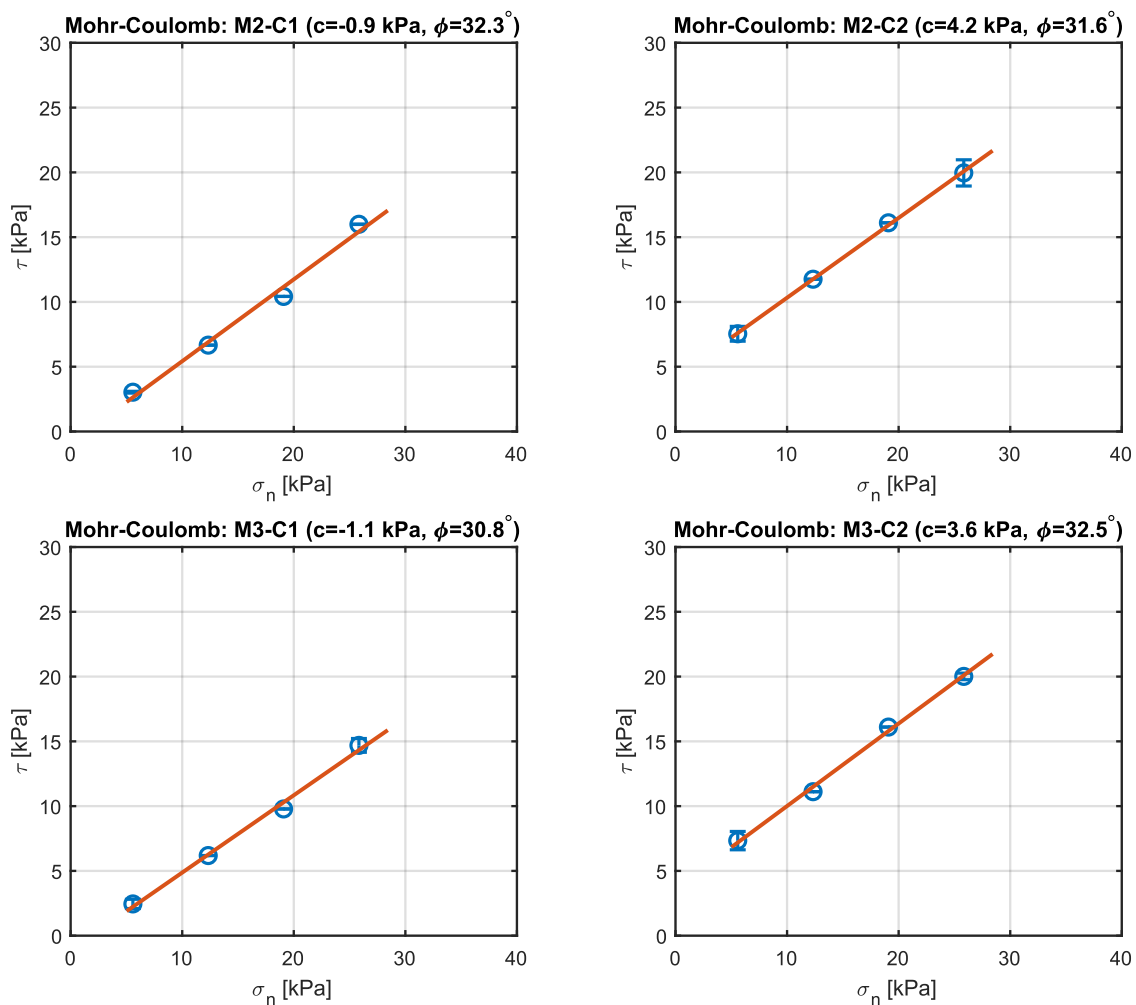 Mohr-Coulomb: M2-C1 (c=-0.9 kPa, ϕ=32.3°)
30
25
20
15
10
5
0
τ [kPa]
0 10 20 30 40
σn [kPa]
Mohr-Coulomb: M2-C2 (c=4.2 kPa, ϕ=31.6°)
30
25
20
15
10
5
0
τ [kPa]
0 10 20 30 40
σn [kPa]
Mohr-Coulomb: M3-C1 (c=-1.1 kPa, ϕ=30.8°)
30
25
20
15
10
5
0
τ [kPa]
0 10 20 30 40
σn [kPa]
Mohr-Coulomb: M3-C2 (c=3.6 kPa, ϕ=32.5°)
30
25
20
15
10
5
0
τ [kPa]
0 10 20 30 40
σn [kPa]